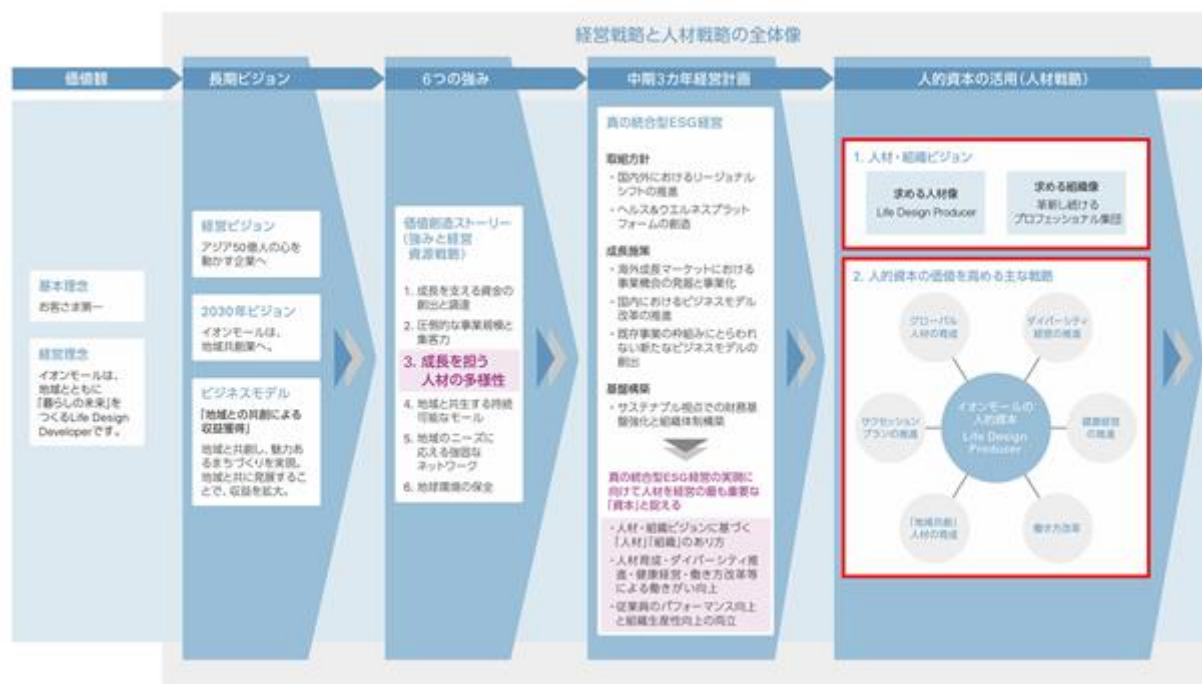 経営戦略と人材戦略の全体像
価値観
長期ビジョン
6つの強み
中期3カ年経営計画
人的資本の活用(人材戦略)
基本理念
お客さま第一
経営理念
イオンモールは、
地域とともに
「暮らしの未来」を
つくるLife Design
Developerです。
経営ビジョン
アジア50億人の心を
動かす企業へ
2030年ビジョン
イオンモールは、
地域共創業へ。
ビジネスモデル
「地域との共創による
収益獲得」
地域と共創し、魅力あ
るまちづくりを実現。
地域と共に発展するこ
とで、収益を拡大。
価値創造ストーリー
(強みと経営
資源戦略)
1. 成長を支える資金の
創出と調達
2. 圧倒的な事業規模と
集客力
3. 成長を担う
人材の多様性
4. 地域と共生する持続
可能なモール
5. 地域のニーズに
応える強固な
ネットワーク
6. 地球環境の保全
真の統合型ESG経営
取組方針
・国内外におけるリージョナル
シフトの推進
・ヘルス&ウエルネスプラット
フォームの創造
成長施策
・海外成長マーケットにおける
事業機会の発掘と事業化
・国内におけるビジネスモデル
改革の推進
・既存事業の枠組みにとらわれ
ない新たなビジネスモデルの
創出
基盤構築
・サステナブル視点での財務基
盤強化と組織体制構築
真の統合型ESG経営の実現に
向けて人材を経営の最も重要な
「資本」と捉える
・人材・組織ビジョンに基づく
「人材」「組織」のあり方
・人材育成・ダイバーシティ推
進・健康経営・働き方改革等
による働きがい向上
・従業員のパフォーマンス向上
と組織生産性向上の両立
1. 人材・組織ビジョン
求める人材像
Life Design Producer
求める組織像
革新し続ける
プロフェッショナル集団
2. 人的資本の価値を高める主な戦略
グローバル
人材の育成
ダイバーシティ
経営の推進
サクセッション
プランの推進
イオンモールの
人的資本
Life Design
Producer
健康経営
の推進
「地域共創」
人材の育成
働き方改革